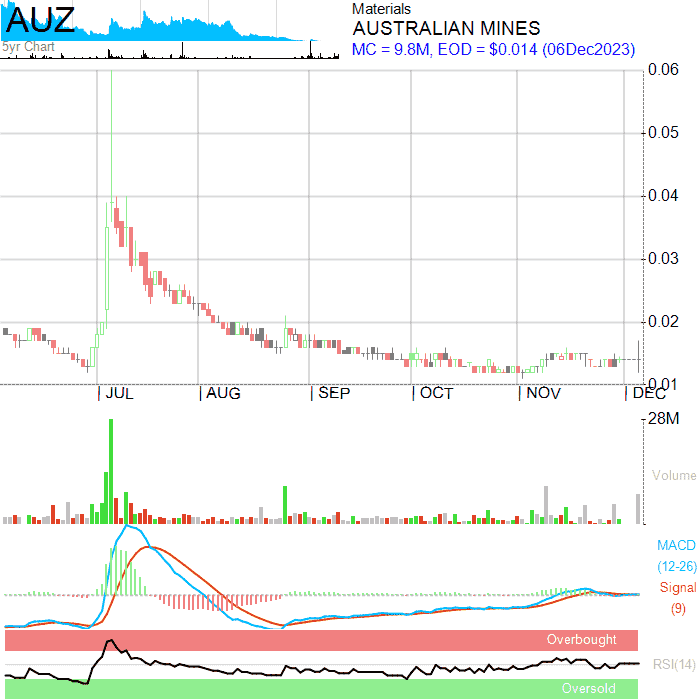 AUZ
5yr Chart
Materials
AUSTRALIAN MINES
MC = 9.8M, EOD = $0.014 (06Dec2023)
0.06
0.05
0.04
0.03
0.02
0.01
JUL AUG SEP OCT NOV DEC
28M
Volume
MACD
(12-26)
Signal
(9)
Overbought
RSI(14)
Oversold